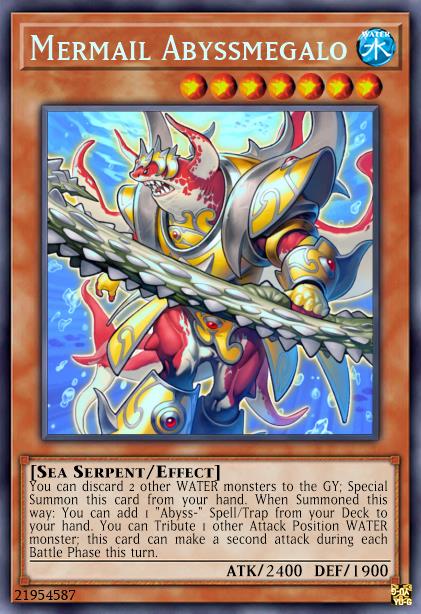 Mermail Abyssmegalo
WATER
水
[Sea Serpent/Effect]
You can discard 2 other WATER monsters to the GY; Special
Summon this card from your hand. When Summoned this
way: You can add 1 "Abyss-" Spell/Trap from your Deck to
your hand. You can Tribute 1 other Attack Position WATER
monster; this card can make a second attack during each
Battle Phase this turn.
ATK/2400 DEF/1900
21954587